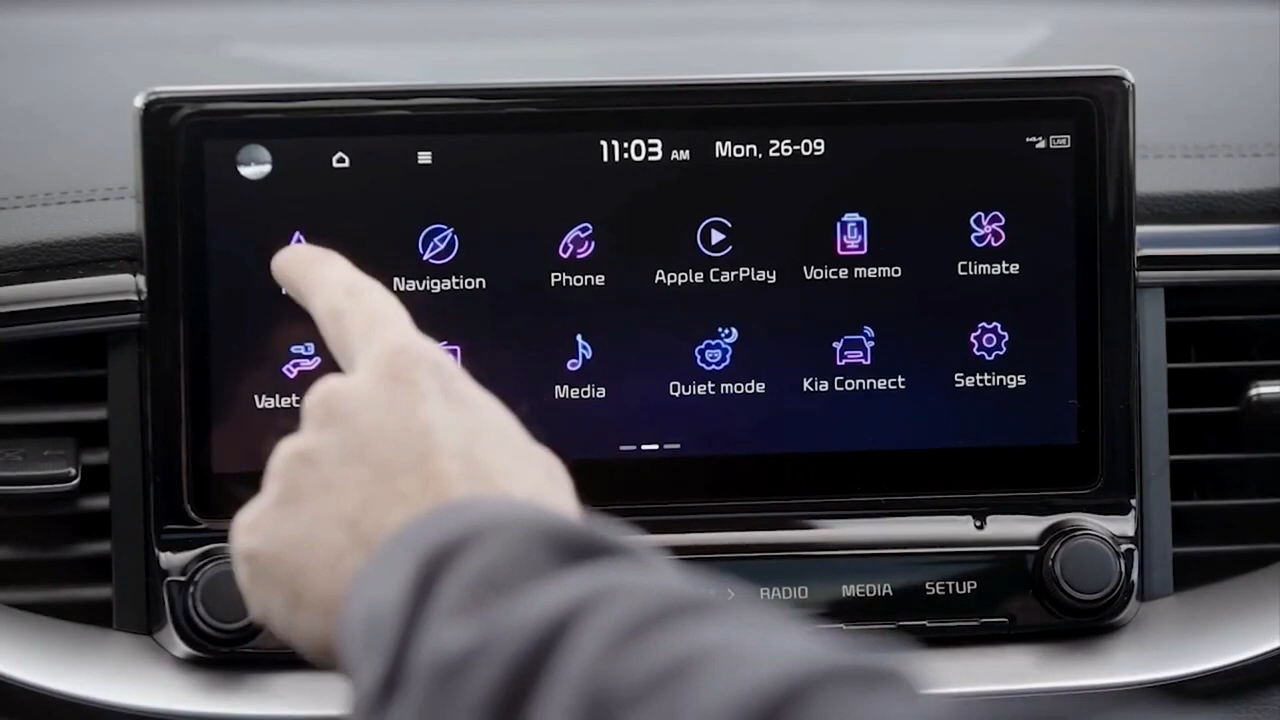 11:03 AM Mon, 26-09
LIVE
Navigation
Phone
Apple CarPlay
Voice memo
Climate
Valet
Media
Quiet mode
Kia Connect
Settings
RADIO MEDIA SETUP